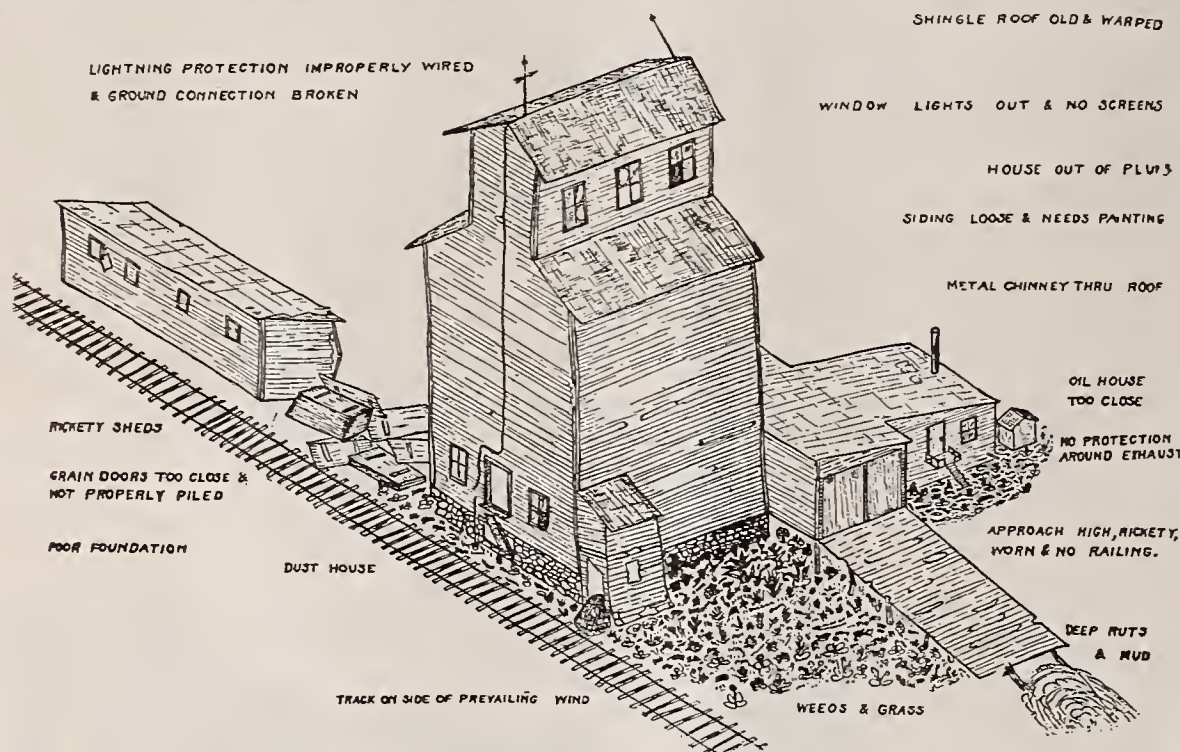 SHINGLE ROOF OLD & WARPED
LIGHTNING PROTECTION IMPROPERLY WIRED
& GROUND CONNECTION BROKEN
WINDOW LIGHTS OUT & NO SCREENS
HOUSE OUT OF PLUMB
SIDING LOOSE & NEEDS PAINTING
METAL CHIMNEY THRU ROOF
OIL HOUSE
TOO CLOSE
NO PROTECTION
AROUND EXHAUST
RICKETY SHEDS
GRAIN DOORS TOO CLOSE &
NOT PROPERLY PILED
POOR FOUNDATION
DUST HOUSE
APPROACH HIGH, RICKETY,
WORN & NO RAILING.
DEEP RUTS
& MUD
TRACK ON SIDE OF PREVAILING WIND
WEEDS & GRASS